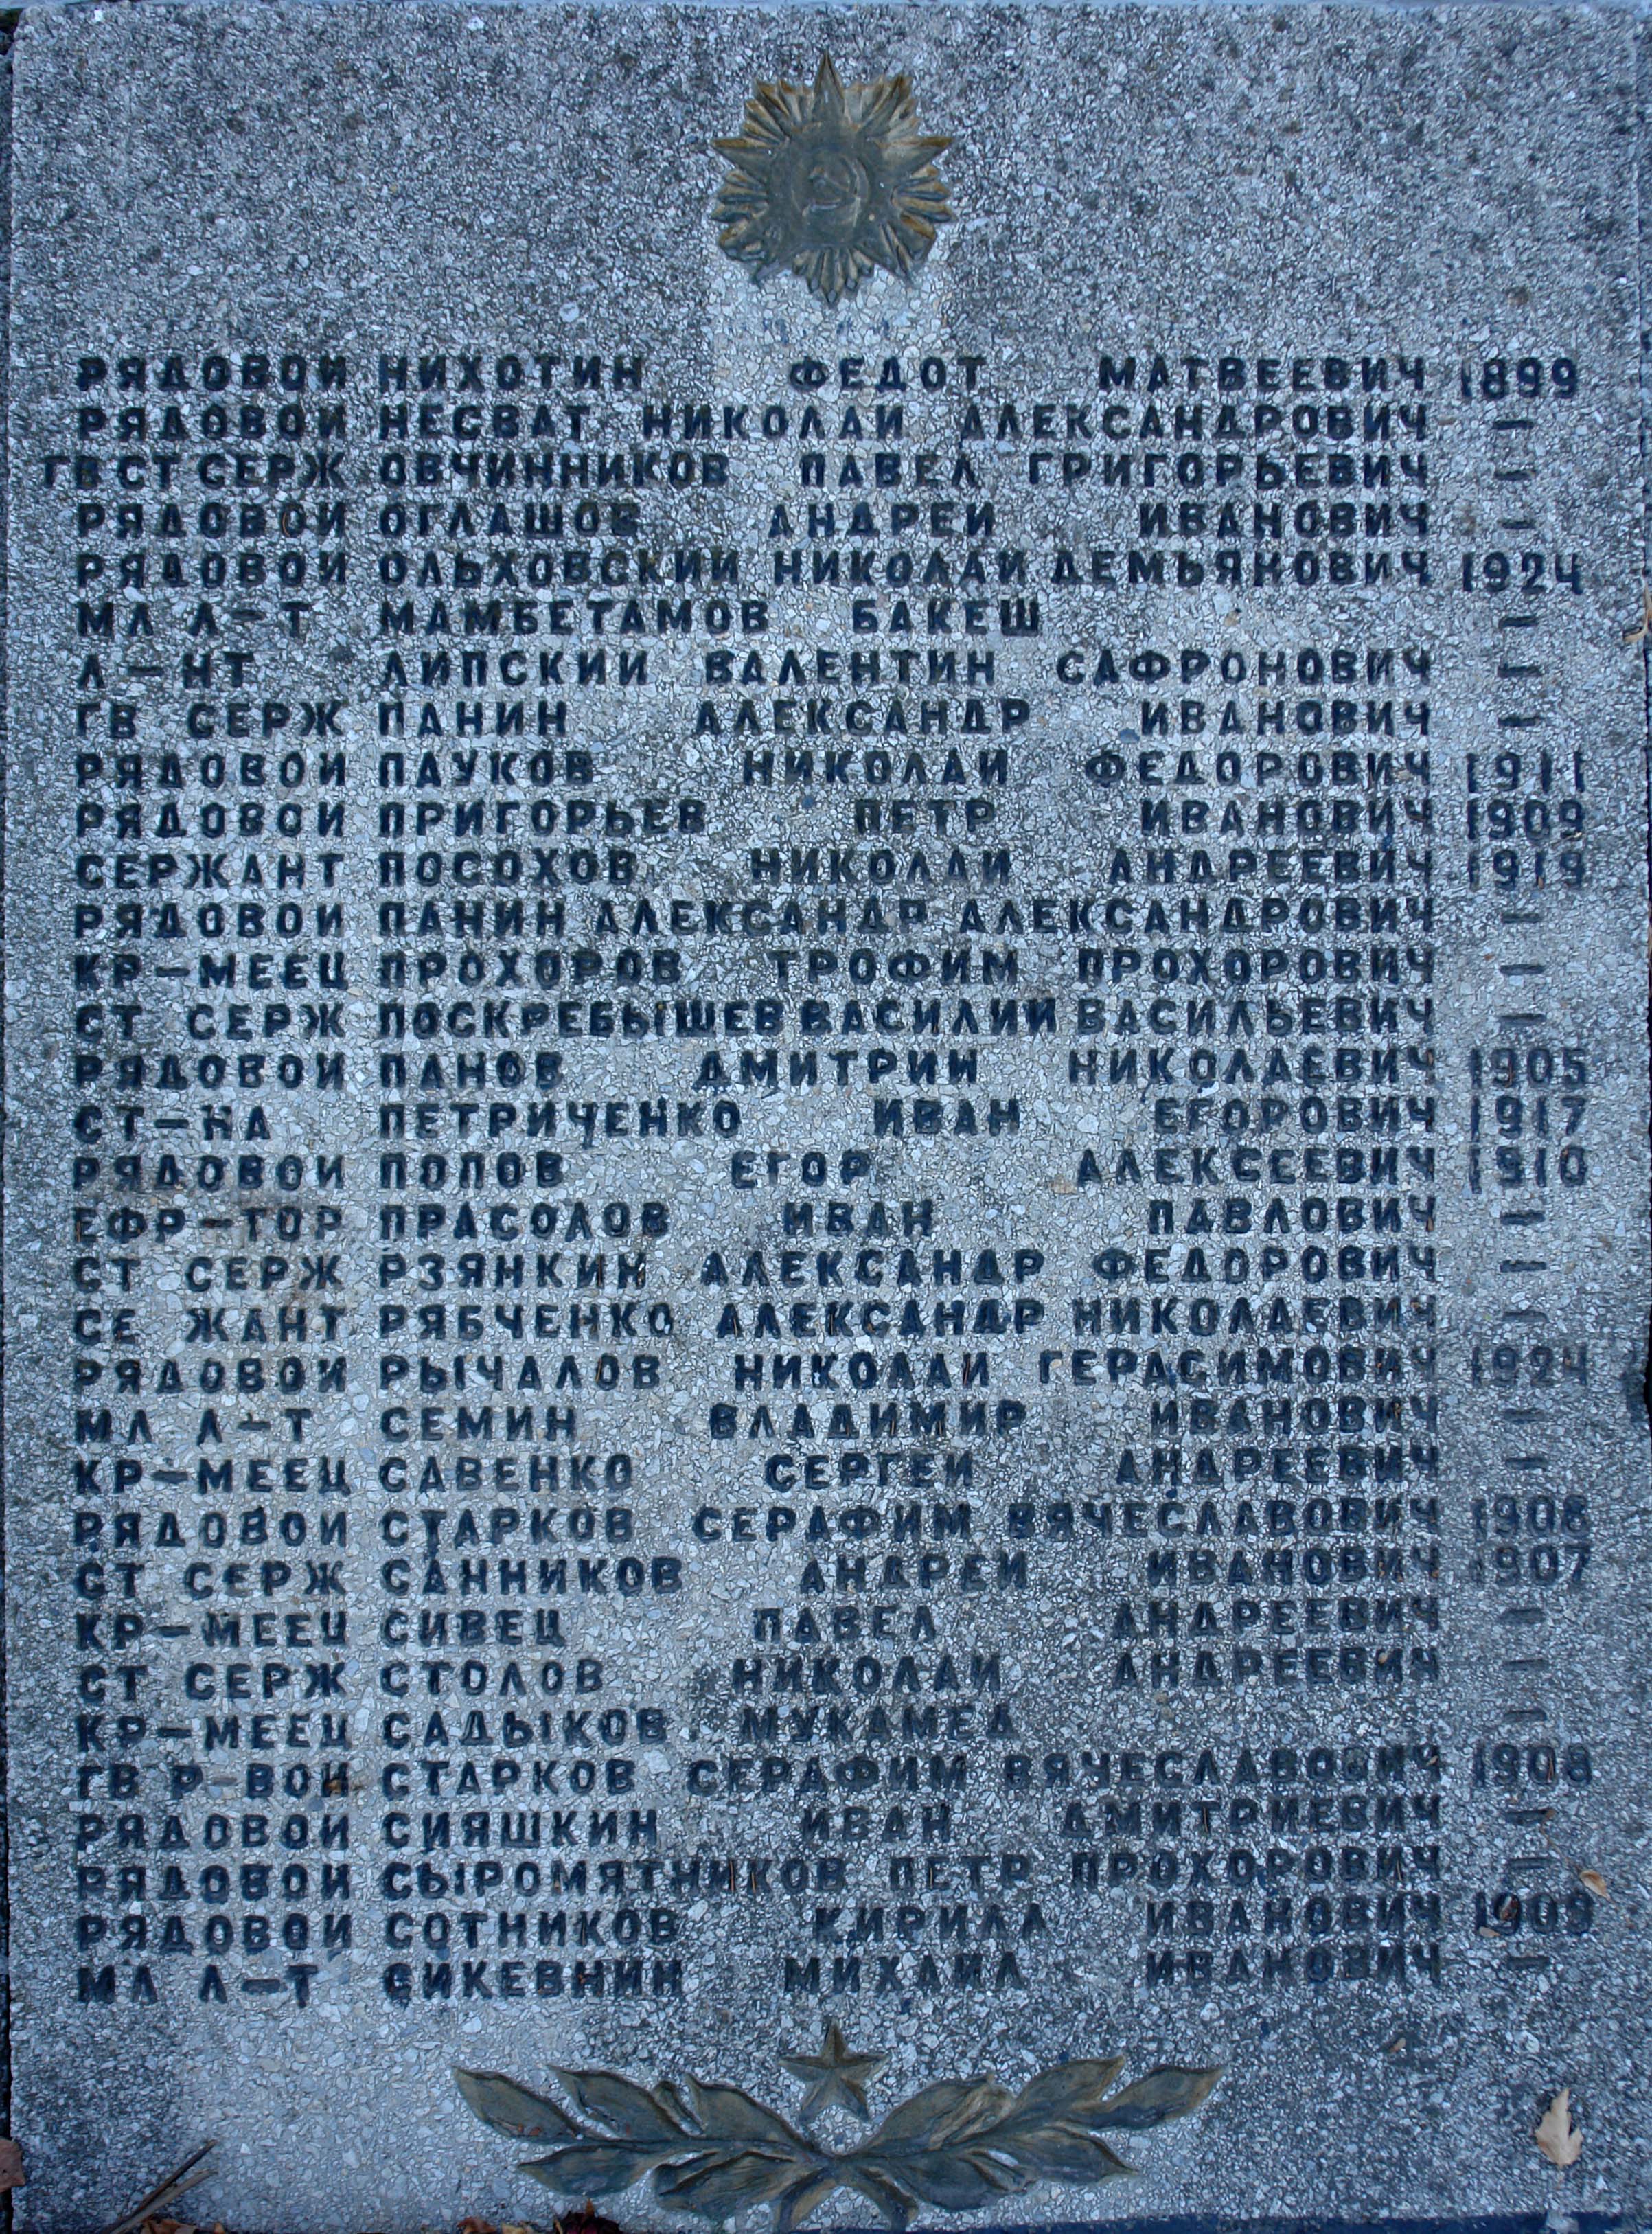 РЯДОВОЙ НИХОТИН ФЕДОТ МАТВЕЕВИЧ 1899
РЯДОВОЙ НЕСВАТ НИКОЛАЙ АЛЕКСАНДРОВИЧ —
ГВ СТ СЕРЖ ОВЧИННИКОВ ПАВЕЛ ГРИГОРЬЕВИЧ —
РЯДОВОЙ ОГЛАШОВ АНДРЕЙ ИВАНОВИЧ —
РЯДОВОЙ ОЛЬХОВСКИЙ НИКОЛАЙ ДЕМЬЯНОВИЧ 1924
МЛ Л-Т МАМБЕТАМОВ БАКЕШ —
Л-НТ ЛИПСКИЙ ВАЛЕНТИН САФРОНОВИЧ —
ГВ СЕРЖ ПАНИН АЛЕКСАНДР ИВАНОВИЧ —
РЯДОВОЙ ПАУКОВ НИКОЛАЙ ФЕДОРОВИЧ 1911
РЯДОВОЙ ПРИГОРЬЕВ ПЕТР ИВАНОВИЧ 1909
СЕРЖАНТ ПОСОХОВ НИКОЛАЙ АНДРЕЕВИЧ 1919
РЯДОВОЙ ПАНИН АЛЕКСАНДР АЛЕКСАНДРОВИЧ —
КР-МЕЕЦ ПРОХОРОВ ТРОФИМ ПРОХОРОВИЧ —
СТ СЕРЖ ПОСКРЕБЫШЕВ ВАСИЛИЙ ВАСИЛЬЕВИЧ —
РЯДОВОЙ ПАНОВ ДМИТРИЙ НИКОЛАЕВИЧ 1905
СТ-НА ПЕТРИЧЕНКО ИВАН ЕГОРОВИЧ 1917
РЯДОВОЙ ПОПОВ ЕГОР АЛЕКСЕЕВИЧ 1910
ЕФР-ТОР ПРАСОЛОВ ИВАН ПАВЛОВИЧ —
СТ СЕРЖ РЗЯНКИН АЛЕКСАНДР ФЕДОРОВИЧ —
СЕ ЖАНТ РЯБЧЕНКО АЛЕКСАНДР НИКОЛАЕВИЧ —
РЯДОВОЙ РЫЧАЛОВ НИКОЛАЙ ГЕРАСИМОВИЧ 1924
МЛ Л-Т СЕМИН ВЛАДИМИР ИВАНОВИЧ —
КР-МЕЕЦ САВЕНКО СЕРГЕЙ АНДРЕЕВИЧ —
РЯДОВОЙ СТАРКОВ СЕРАФИМ ВЯЧЕСЛАВОВИЧ 1908
СТ СЕРЖ САННИКОВ АНДРЕЙ ИВАНОВИЧ 1907
КР-МЕЕЦ СИВЕЦ ПАВЕЛ АНДРЕЕВИЧ —
СТ СЕРЖ СТОЛОВ НИКОЛАЙ АНДРЕЕВИЧ —
КР-МЕЕЦ САДЫКОВ МУКАМЕД —
ГВ Р-ВОЙ СТАРКОВ СЕРАФИМ ВЯЧЕСЛАВОВИЧ 1908
РЯДОВОЙ СИЯШКИН ИВАН ДМИТРИЕВИЧ —
РЯДОВОЙ СЫРОМЯТНИКОВ ПЕТР ПРОХОРОВИЧ —
РЯДОВОЙ СОТНИКОВ КИРИЛА ИВАНОВИЧ 1909
МЛ Л-Т СИКЕВНИН МИХАИЛ ИВАНОВИЧ —